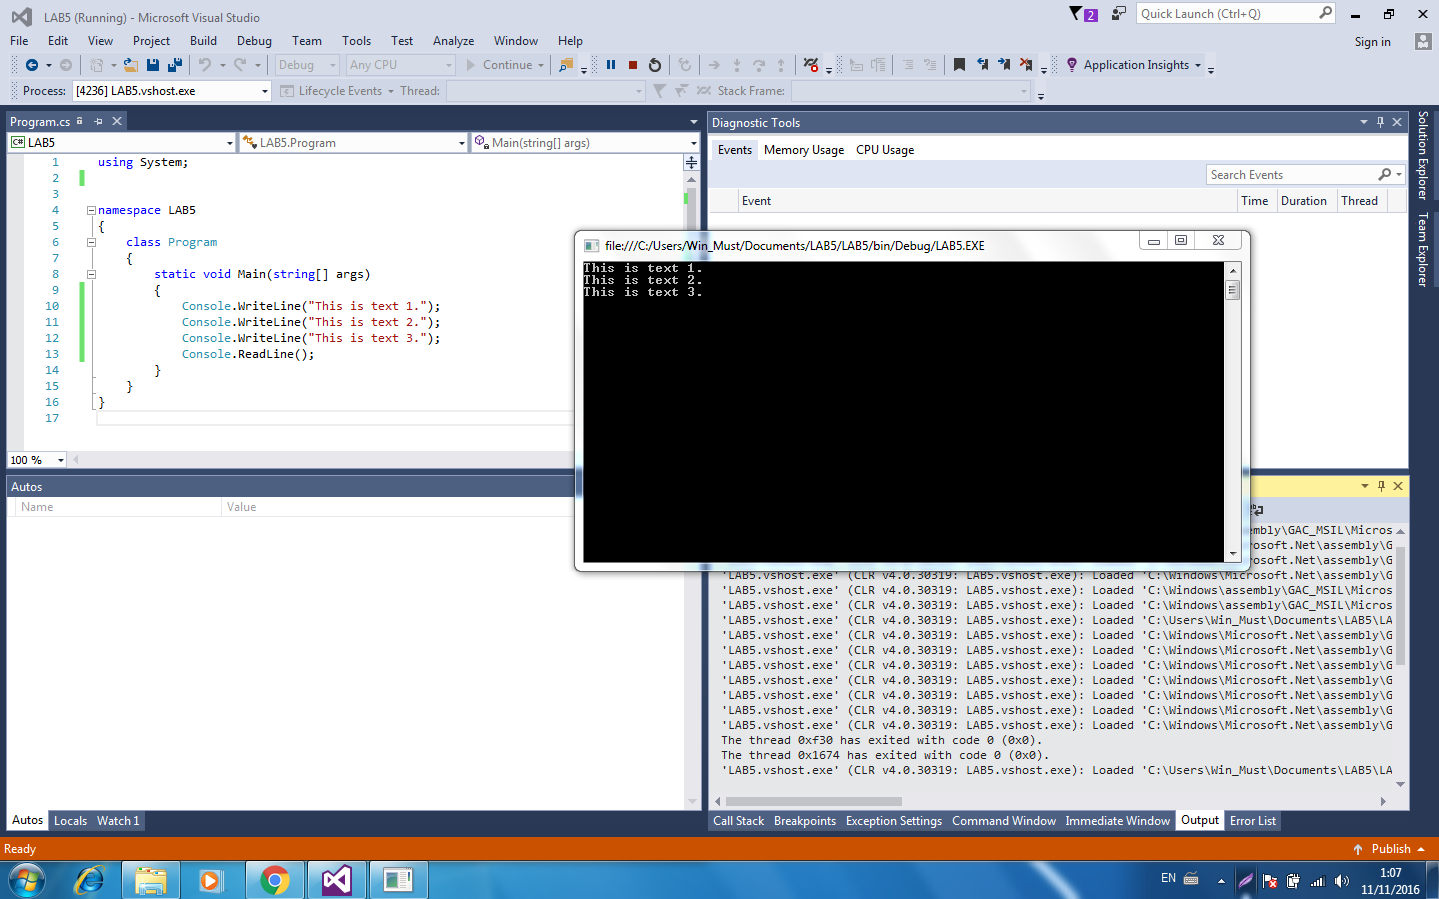 LAB5 (Running) - Microsoft Visual Studio
2
Quick Launch (Ctrl+Q)
File Edit View Project Build Debug Team Tools Test Analyze Window Help
Sign in
Debug Any CPU Continue Application Insights
Process: [4236] LAB5.vshost.exe Lifecycle Events Thread: Stack Frame:
Program.cs
C# LAB5 LAB5.Program Main(string[] args)
1 using System;
2
3
4 namespace LAB5
5 {
6 class Program
7 {
8 static void Main(string[] args)
9 {
10 Console.WriteLine("This is text 1.");
11 Console.WriteLine("This is text 2.");
12 Console.WriteLine("This is text 3.");
13 Console.ReadLine();
14 }
15 }
16 }
17
100 %
Diagnostic Tools
Events Memory Usage CPU Usage
Search Events
Event Time Duration Thread
Solution Explorer
Team Explorer
file:///C:/Users/Win_Must/Documents/LAB5/LAB5/bin/Debug/LAB5.EXE
This is text 1.
This is text 2.
This is text 3.
Autos
Name Value
mbly\GAC_MSIL\Micros
rosoft.Net\assembly\G
rosoft.Net\assembly\G
'LAB5.vshost.exe' (CLR v4.0.30319: LAB5.vshost.exe): Loaded 'C:\Windows\Microsoft.Net\assembly\G
'LAB5.vshost.exe' (CLR v4.0.30319: LAB5.vshost.exe): Loaded 'C:\Windows\assembly\GAC_MSIL\Micros
'LAB5.vshost.exe' (CLR v4.0.30319: LAB5.vshost.exe): Loaded 'C:\Windows\assembly\GAC_MSIL\Micros
'LAB5.vshost.exe' (CLR v4.0.30319: LAB5.vshost.exe): Loaded 'C:\Users\Win_Must\Documents\LAB5\LA
'LAB5.vshost.exe' (CLR v4.0.30319: LAB5.vshost.exe): Loaded 'C:\Windows\Microsoft.Net\assembly\G
'LAB5.vshost.exe' (CLR v4.0.30319: LAB5.vshost.exe): Loaded 'C:\Windows\Microsoft.Net\assembly\G
'LAB5.vshost.exe' (CLR v4.0.30319: LAB5.vshost.exe): Loaded 'C:\Windows\Microsoft.Net\assembly\G
'LAB5.vshost.exe' (CLR v4.0.30319: LAB5.vshost.exe): Loaded 'C:\Windows\Microsoft.Net\assembly\G
'LAB5.vshost.exe' (CLR v4.0.30319: LAB5.vshost.exe): Loaded 'C:\Windows\Microsoft.Net\assembly\G
'LAB5.vshost.exe' (CLR v4.0.30319: LAB5.vshost.exe): Loaded 'C:\Windows\Microsoft.Net\assembly\G
'LAB5.vshost.exe' (CLR v4.0.30319: LAB5.vshost.exe): Loaded 'C:\Windows\Microsoft.Net\assembly\G
The thread 0xf30 has exited with code 0 (0x0).
The thread 0x1674 has exited with code 0 (0x0).
'LAB5.vshost.exe' (CLR v4.0.30319: LAB5.vshost.exe): Loaded 'C:\Users\Win_Must\Documents\LAB5\LA
Autos Locals Watch 1
Call Stack Breakpoints Exception Settings Command Window Immediate Window Output Error List
Ready
Publish
EN
1:07
11/11/2016